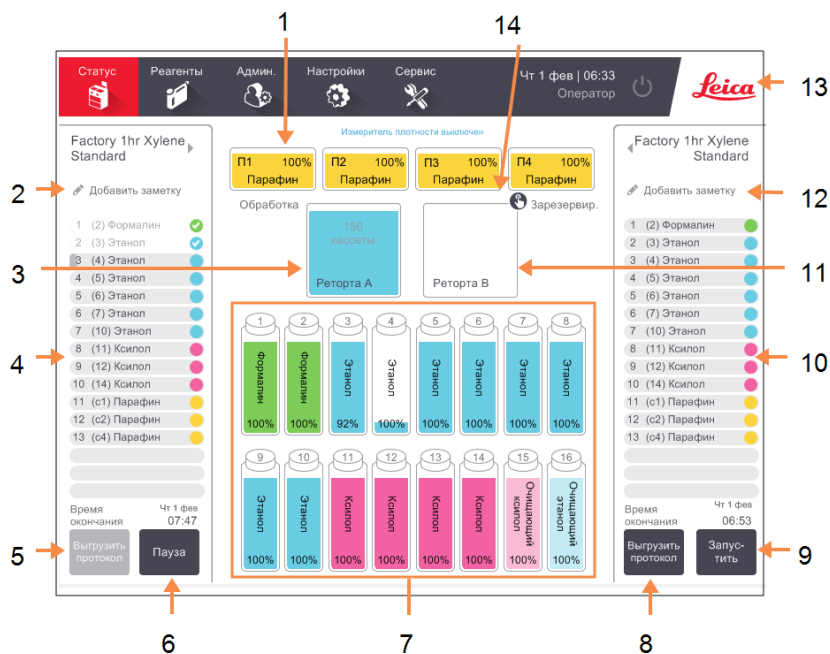 1
14
Статус
Реагенты
Админ.
Настройки
Сервис
Чт 1 фев | 06:33
Оператор
Leica
13
Измеритель плотности выключен
Factory 1hr Xylene
Standard
Добавить заметку
2
П1 100%
Парафин
П2 100%
Парафин
П3 100%
Парафин
П4 100%
Парафин
Factory 1hr Xylene
Standard
Добавить заметку
12
Обработка
Зарезервир.
150
кассеты
Реторта A
3
Реторта B
11
1 (2) Формалин
2 (3) Этанол
3 (4) Этанол
4 (5) Этанол
5 (6) Этанол
6 (7) Этанол
7 (10) Этанол
8 (11) Ксилол
9 (12) Ксилол
10 (14) Ксилол
11 (c1) Парафин
12 (c2) Парафин
13 (c4) Парафин
4
1
Формалин
100%
2
Формалин
100%
3
Этанол
92%
4
Этанол
100%
5
Этанол
100%
6
Этанол
100%
7
Этанол
100%
8
Этанол
100%
9
Этанол
100%
10
Этанол
100%
11
Ксилол
100%
12
Ксилол
100%
13
Ксилол
100%
14
Ксилол
100%
15
Очищающий
ксилол
100%
16
Очищающий
этанол
100%
1 (2) Формалин
2 (3) Этанол
3 (4) Этанол
4 (5) Этанол
5 (6) Этанол
6 (7) Этанол
7 (10) Этанол
8 (11) Ксилол
9 (12) Ксилол
10 (14) Ксилол
11 (c1) Парафин
12 (c2) Парафин
13 (c4) Парафин
10
Время
окончания
Чт 1 фев
07:47
Выгрузить
протокол
Пауза
5
Время
окончания
Чт 1 фев
06:53
Выгрузить
протокол
Запус-
тить
9
6
7
8